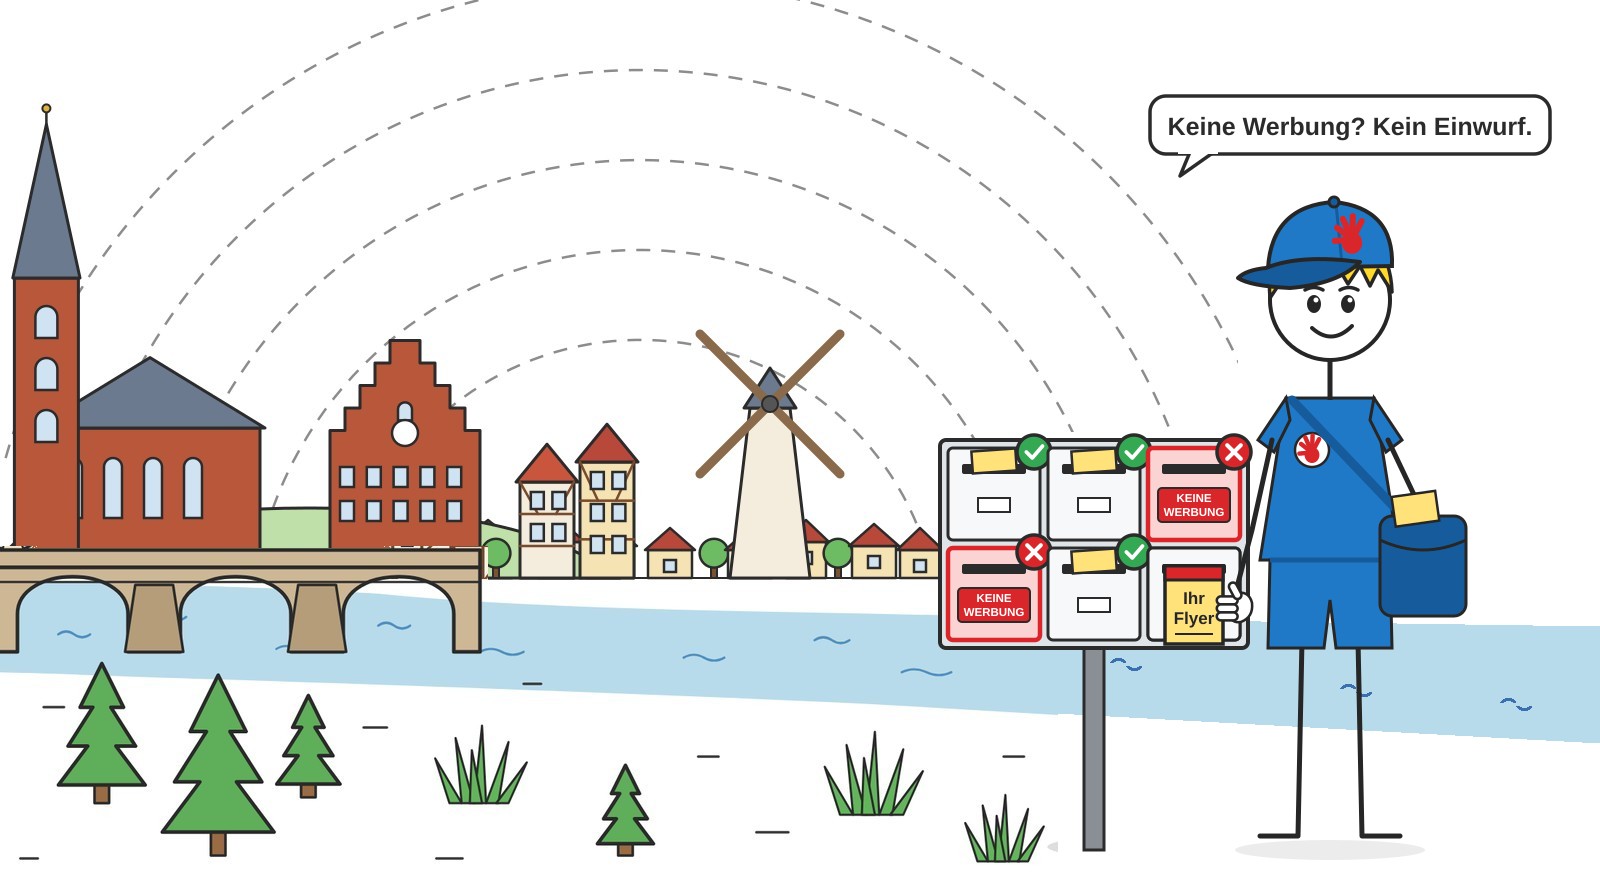 Keine Werbung? Kein Einwurf.
KEINE
WERBUNG
KEINE
WERBUNG
Ihr
Flyer